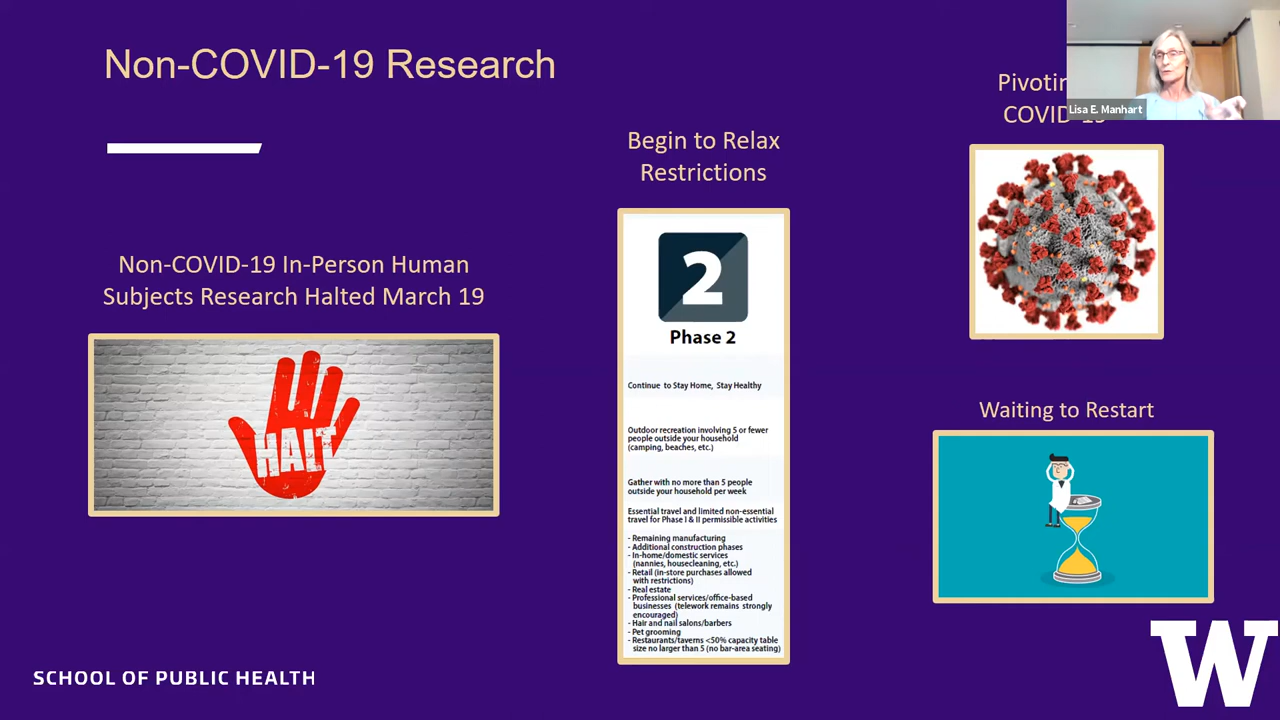 Non-COVID-19 Research
Non-COVID-19 In-Person Human
Subjects Research Halted March 19
HALT
Begin to Relax
Restrictions
2
Phase 2
Continue to Stay Home, Stay Healthy
Outdoor recreation involving 5 or fewer
people outside your household
(camping, beaches, etc.)
Gather with no more than 5 people
outside your household per week
Essential travel and limited non-essential
travel for Phase I & II permissible activities
- Remaining manufacturing
- Additional construction phases
- In-home/domestic services
(nannies, housecleaning, etc.)
- Retail (in-store purchases allowed
with restrictions)
- Real estate
- Professional services/office-based
businesses (telework remains strongly
encouraged)
- Hair and nail salons/barbers
- Pet grooming
- Restaurants/taverns <50% capacity table
size no larger than 5 (no bar-area seating)
COVID-19
Lisa E. Manhart
Waiting to Restart
SCHOOL OF PUBLIC HEALTH
W